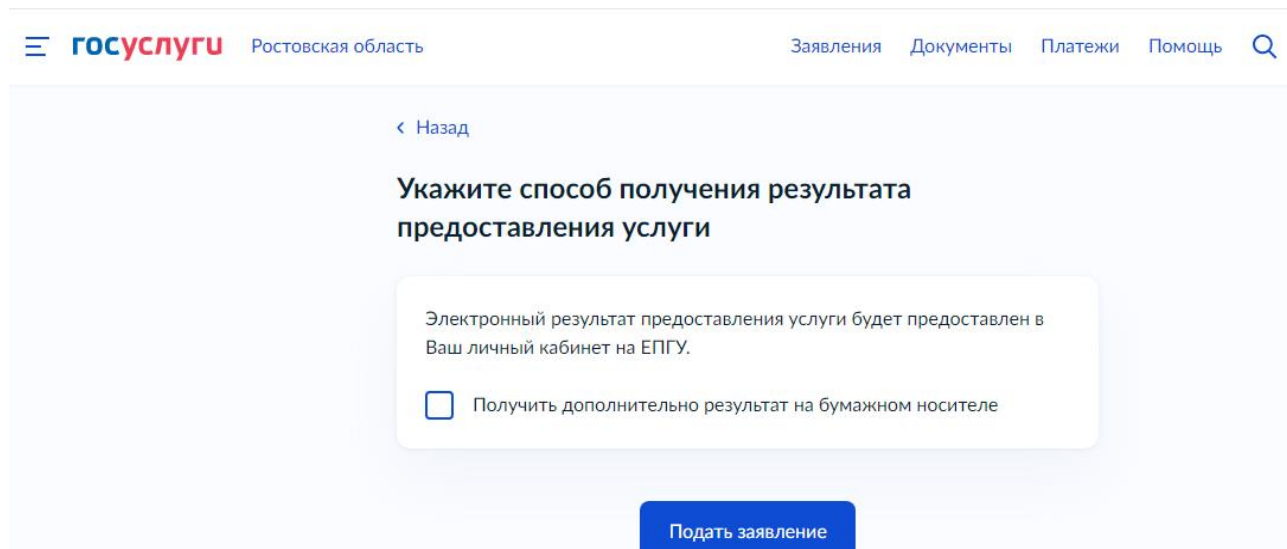 госуслуги Ростовская область Заявления Документы Платежи Помощь
Назад
Укажите способ получения результата
предоставления услуги
Электронный результат предоставления услуги будет предоставлен в
Ваш личный кабинет на ЕПГУ.
Получить дополнительно результат на бумажном носителе
Подать заявление